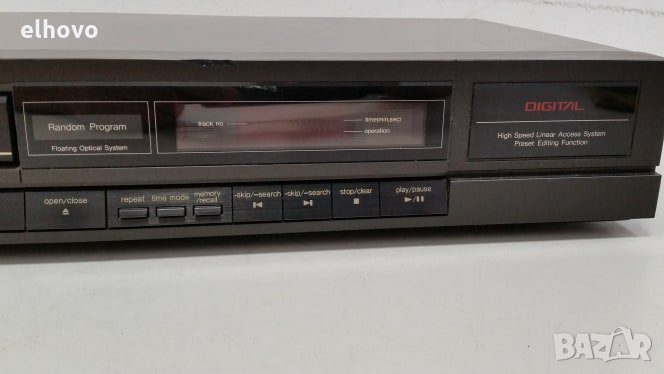 elhovo
Random Program
Floating Optical System
track no.
time(min,sec)
operation
DIGITAL
High Speed Linear Access System
Preset Editing Function
open/close
repeat
time mode
memory
/recall
-skip/-search
-skip/-search
stop/clear
play/pause
BAZAR